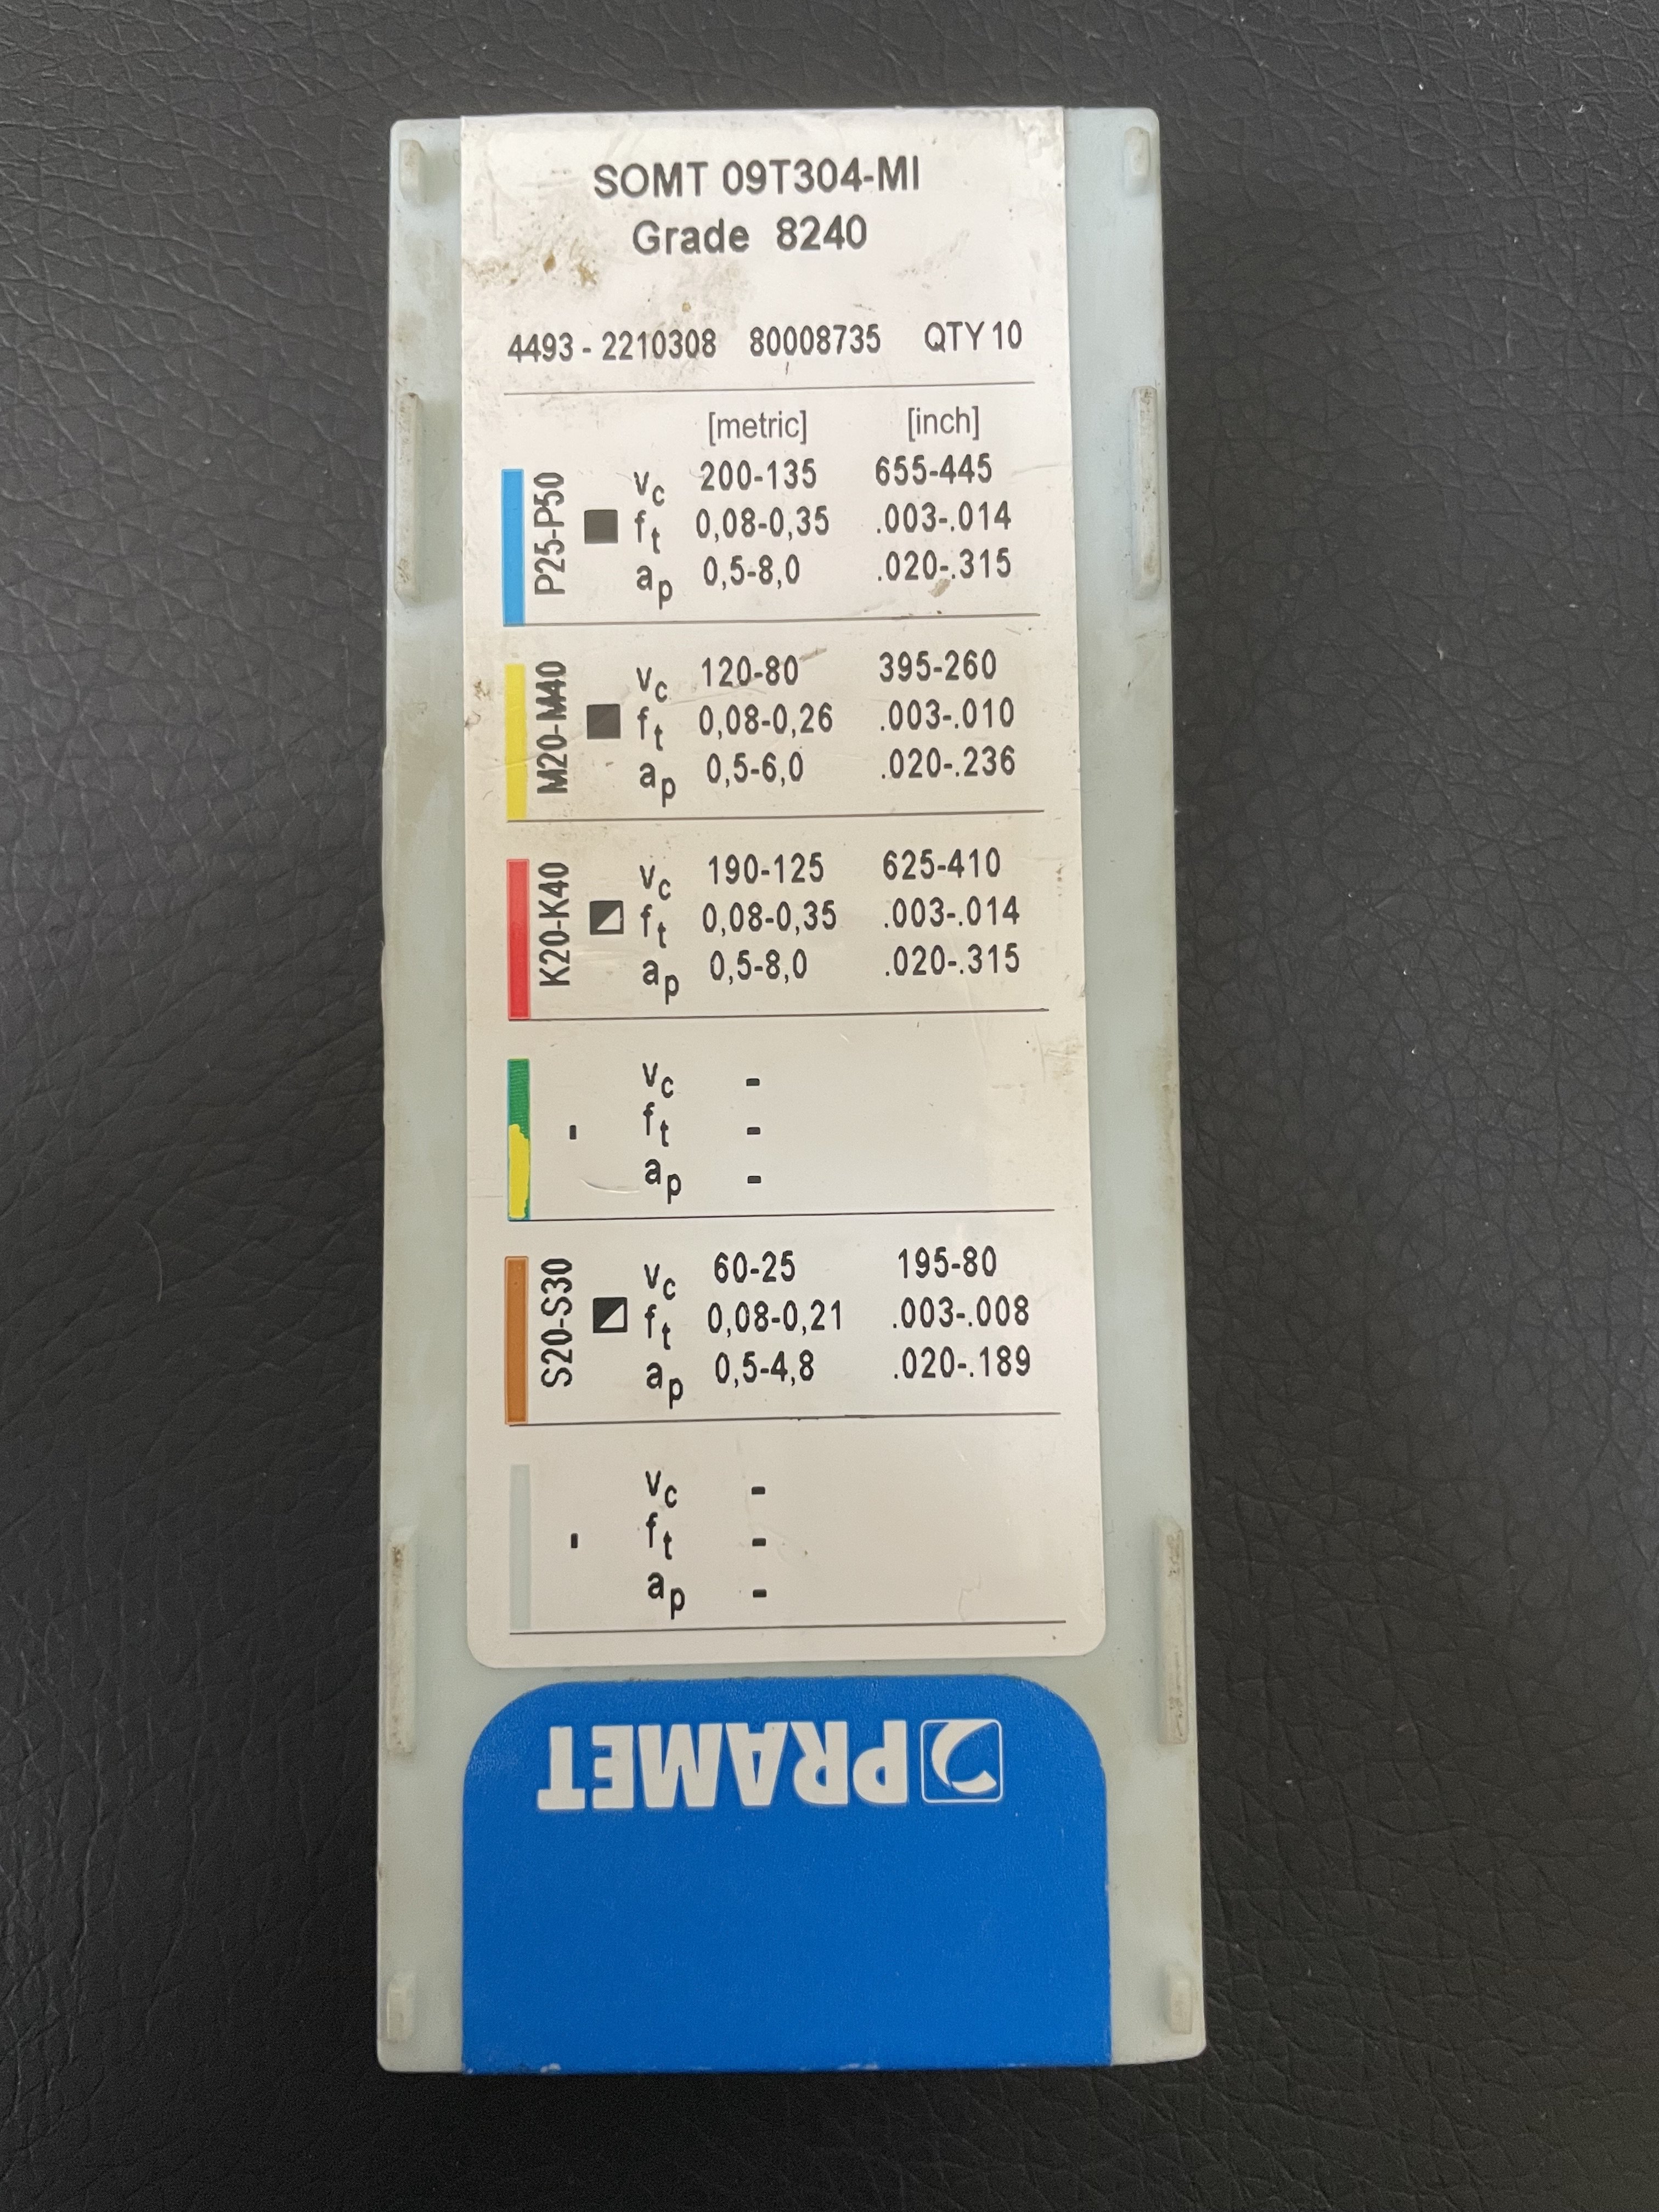 SOMT 09T304-MI
Grade 8240
4493 - 2210308 80008735 QTY 10
[metric] [inch]
P25-P50
vc 200-135 655-445
ft 0,08-0,35 .003-.014
ap 0,5-8,0 .020-.315
M20-M40
vc 120-80 395-260
ft 0,08-0,26 .003-.010
ap 0,5-6,0 .020-.236
K20-K40
vc 190-125 625-410
ft 0,08-0,35 .003-.014
ap 0,5-8,0 .020-.315
-
vc -
ft -
ap -
S20-S30
vc 60-25 195-80
ft 0,08-0,21 .003-.008
ap 0,5-4,8 .020-.189
-
vc -
ft -
ap -
PRAMET